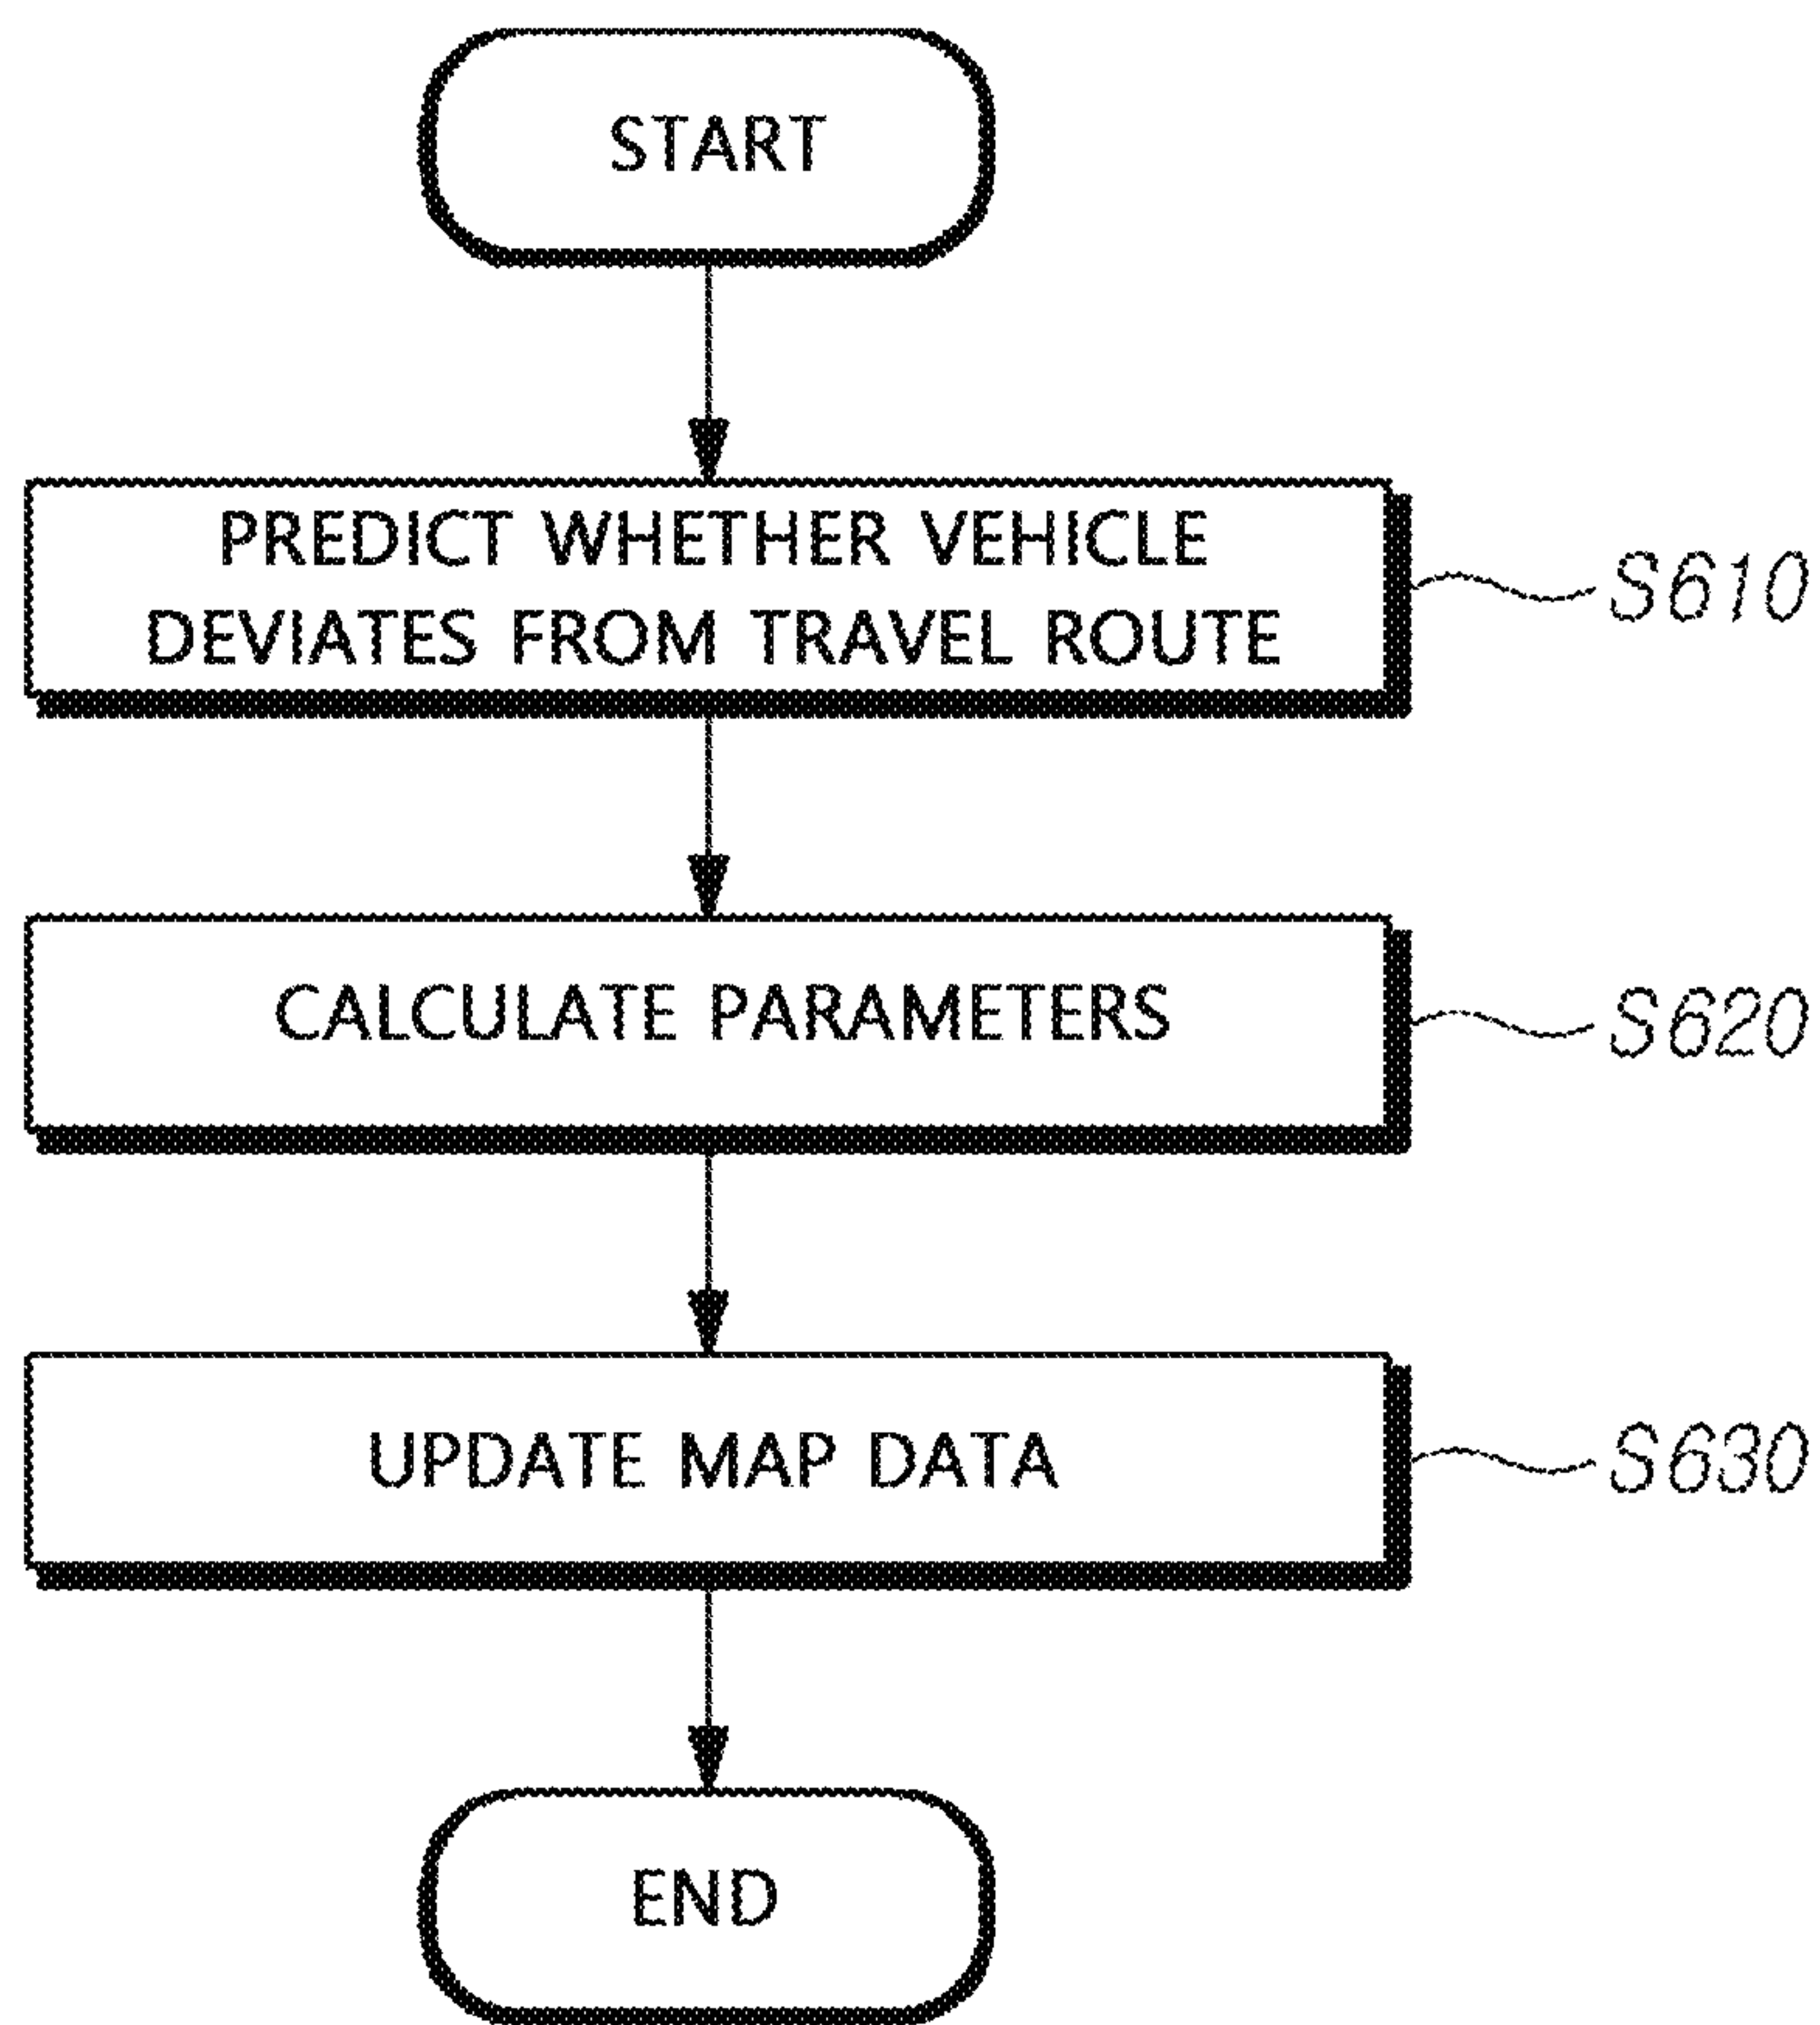 START
PREDICT WHETHER VEHICLE
DEVIATES FROM TRAVEL ROUTE
S610
CALCULATE PARAMETERS
S620
UPDATE MAP DATA
S630
END